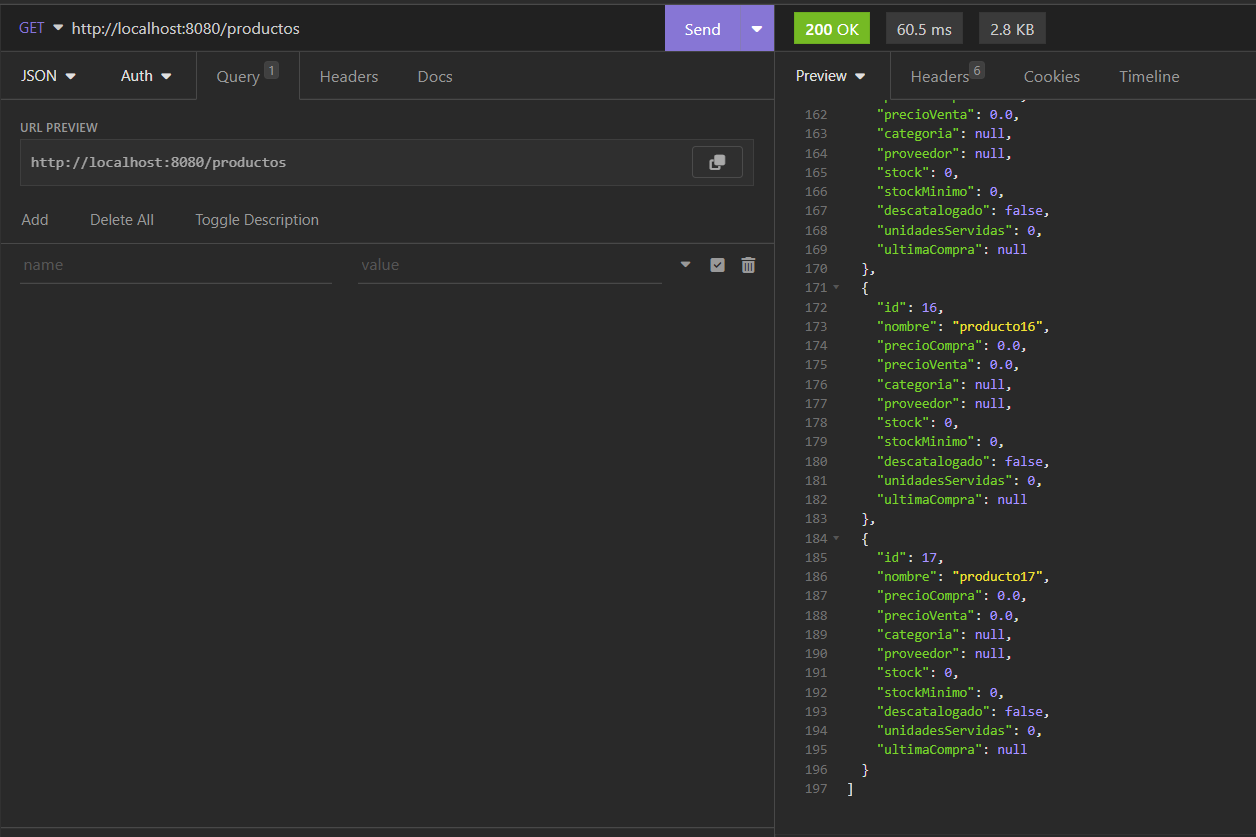 GET http://localhost:8080/productos Send
200 OK 60.5 ms 2.8 KB
JSON Auth Query 1 Headers Docs
Preview Headers 6 Cookies Timeline
URL PREVIEW
http://localhost:8080/productos
Add Delete All Toggle Description
name value
162 "precioVenta": 0.0,
163 "categoria": null,
164 "proveedor": null,
165 "stock": 0,
166 "stockMinimo": 0,
167 "descatalogado": false,
168 "unidadesServidas": 0,
169 "ultimaCompra": null
170 },
171 {
172 "id": 16,
173 "nombre": "producto16",
174 "precioCompra": 0.0,
175 "precioVenta": 0.0,
176 "categoria": null,
177 "proveedor": null,
178 "stock": 0,
179 "stockMinimo": 0,
180 "descatalogado": false,
181 "unidadesServidas": 0,
182 "ultimaCompra": null
183 },
184 {
185 "id": 17,
186 "nombre": "producto17",
187 "precioCompra": 0.0,
188 "precioVenta": 0.0,
189 "categoria": null,
190 "proveedor": null,
191 "stock": 0,
192 "stockMinimo": 0,
193 "descatalogado": false,
194 "unidadesServidas": 0,
195 "ultimaCompra": null
196 }
197 ]